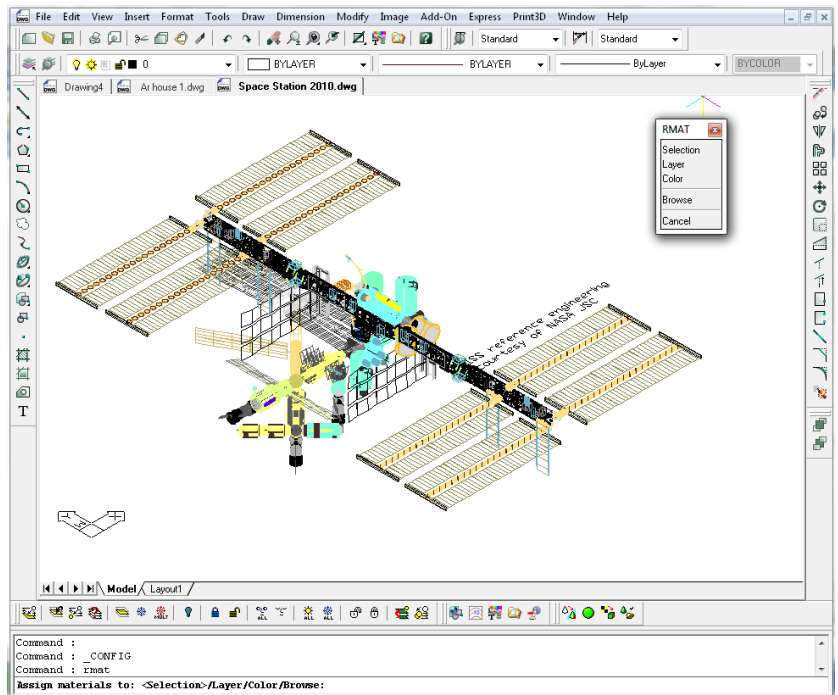 File Edit View Insert Format Tools Draw Dimension Modify Image Add-On Express Print3D Window Help
Standard Standard
0 BYLAYER BYLAYER ByLayer BYCOLOR
Drawing4 Ar house 1.dwg Space Station 2010.dwg
RMAT
Selection
Layer
Color
Browse
Cancel
ISS reference engineering
courtesy of NASA JSC
T
Model Layout1
Command :
Command : _CONFIG
Command : rmat
Assign materials to: <Selection>/Layer/Color/Browse: